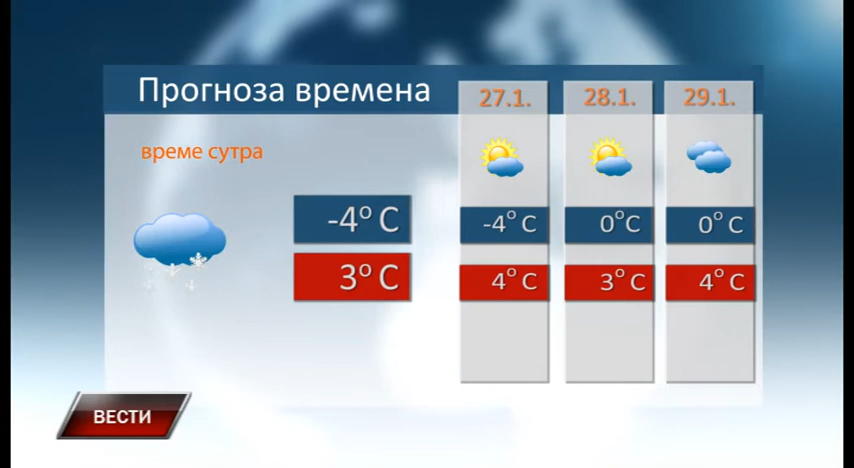 Прогноза времена
време сутра
-4° C
3° C
27.1.
28.1.
29.1.
-4° C
0°C
0° C
4° C
3° C
4° C
ВЕСТИ